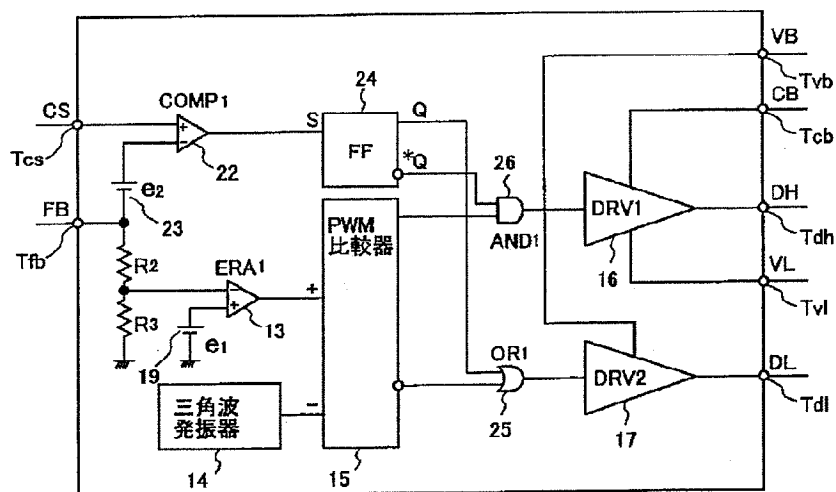 VB
Tvb
24
COMP1
CS
S
Q
CB
Tcb
Tcs
22
FF
*Q
26
e2
23
FB
Tfb
PWM
比較器
AND1
DRV1
16
DH
Tdh
R2
ERA1
+
13
VL
Tvl
R3
19
e1
OR1
DRV2
DL
Tdl
三角波
発振器
−
25
17
14
15